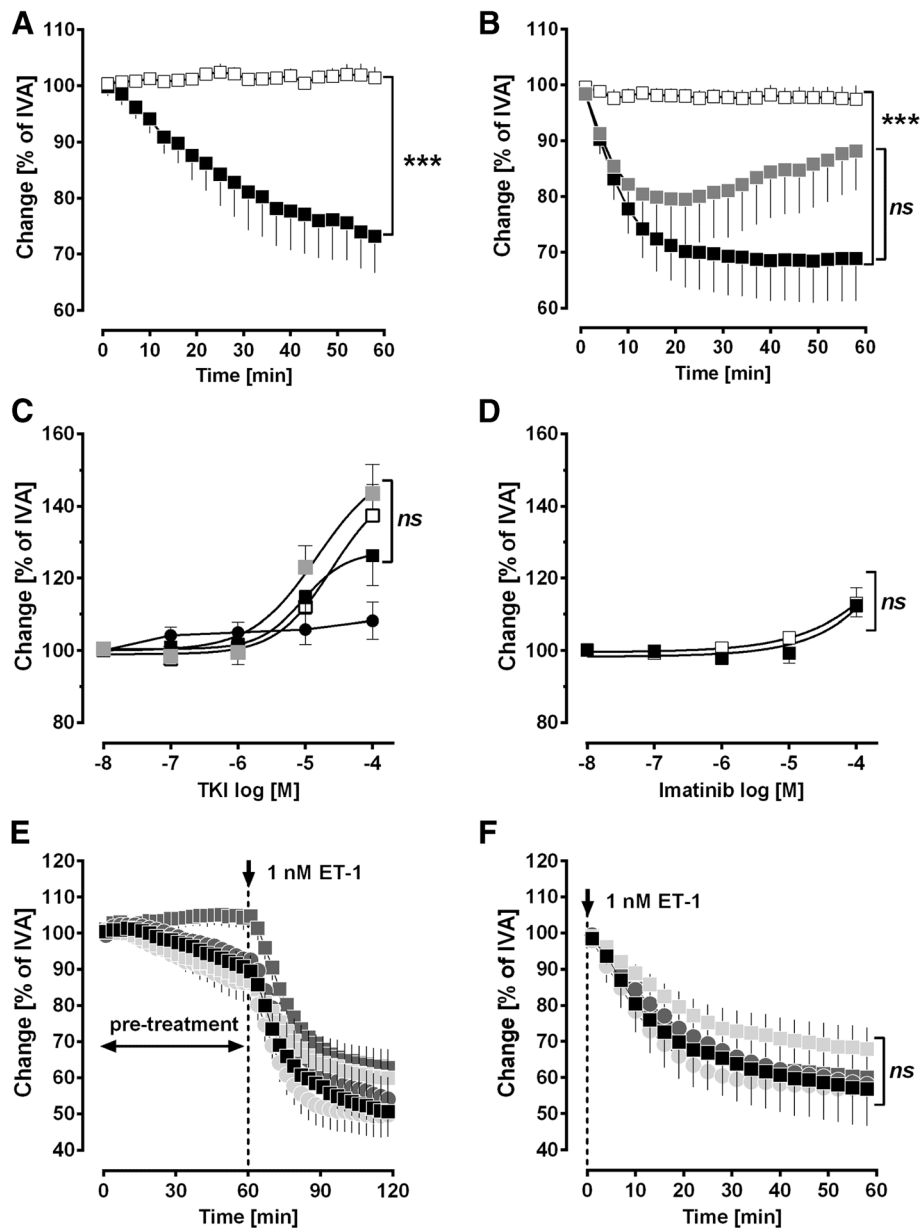 A
Change [% of IVA]
110
100
90
80
70
60
0 10 20 30 40 50 60
Time [min]
***
B
Change [% of IVA]
110
100
90
80
70
60
0 10 20 30 40 50 60
Time [min]
***
ns
C
Change [% of IVA]
160
140
120
100
80
-8 -7 -6 -5 -4
TKI log [M]
ns
D
Change [% of IVA]
160
140
120
100
80
-8 -7 -6 -5 -4
Imatinib log [M]
ns
E
Change [% of IVA]
120
110
100
90
80
70
60
50
40
1 nM ET-1
pre-treatment
0 30 60 90 120
Time [min]
F
Change [% of IVA]
120
110
100
90
80
70
60
50
40
1 nM ET-1
0 10 20 30 40 50 60
Time [min]
ns